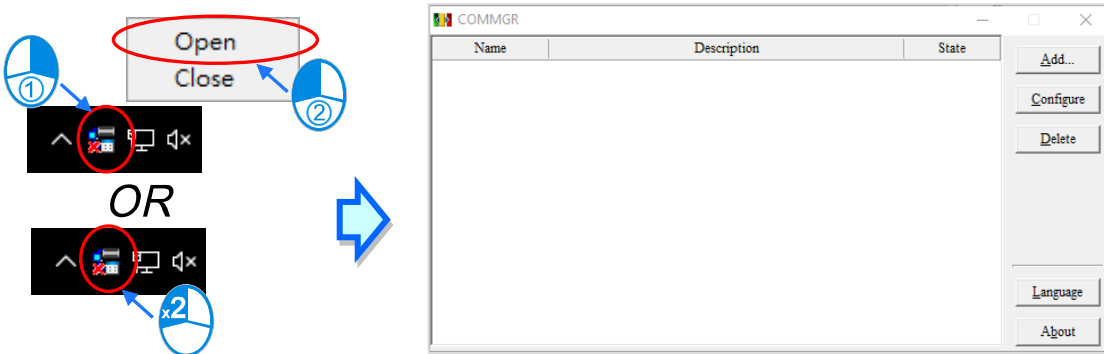 Open
Close
①
②
OR
x2
COMMGR
Name Description State
Add...
Configure
Delete
Language
About